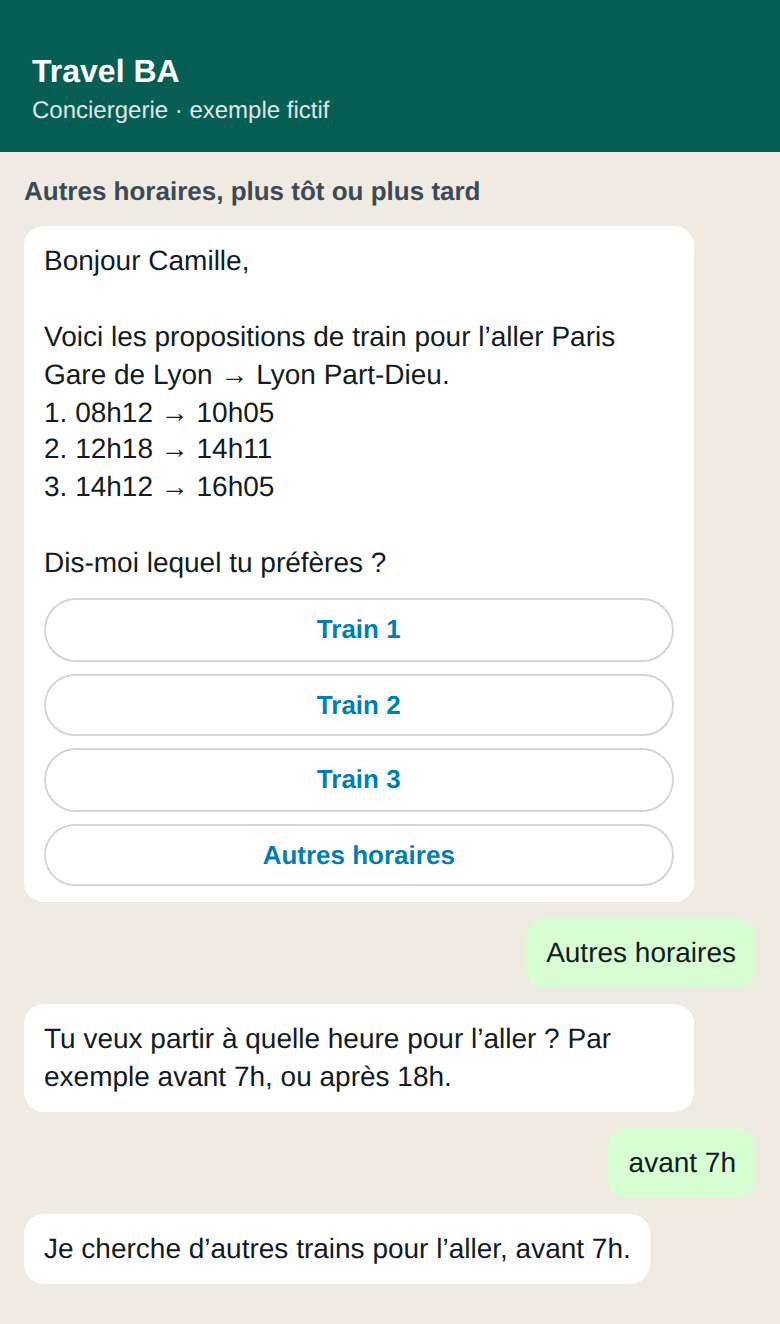 Travel BA
Conciergerie · exemple fictif
Autres horaires, plus tôt ou plus tard
Bonjour Camille,
Voici les propositions de train pour l’aller Paris
Gare de Lyon → Lyon Part-Dieu.
1. 08h12 → 10h05
2. 12h18 → 14h11
3. 14h12 → 16h05
Dis-moi lequel tu préfères ?
Train 1
Train 2
Train 3
Autres horaires
Autres horaires
Tu veux partir à quelle heure pour l’aller ? Par
exemple avant 7h, ou après 18h.
avant 7h
Je cherche d’autres trains pour l’aller, avant 7h.